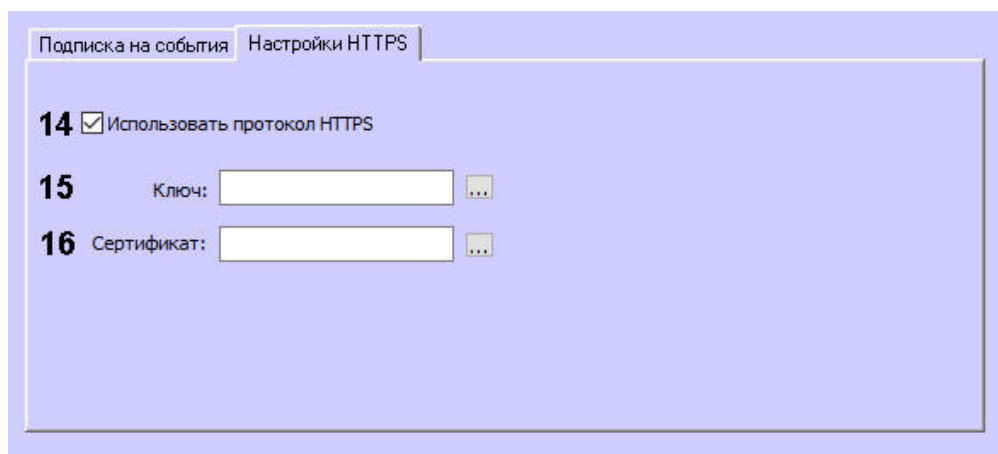 Подписка на события Настройки HTTPS
14 Использовать протокол HTTPS
15 Ключ: ...
16 Сертификат: ...